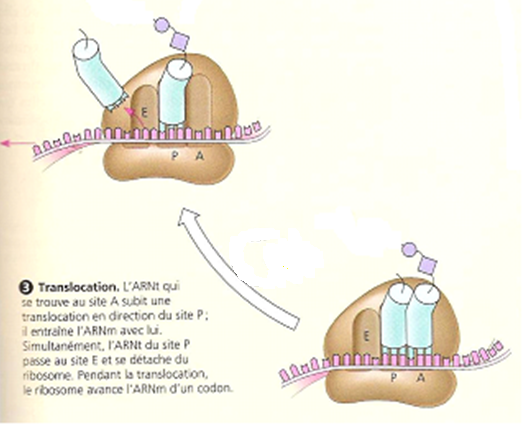 E
P A
E
P A
3 Translocation. L'ARNt qui
se trouve au site A subit une
translocation en direction du site P;
il entraîne l'ARNm avec lui.
Simultanément, l'ARNt du site P
passe au site E et se détache du
ribosome. Pendant la translocation,
le ribosome avance l'ARNm d'un codon.